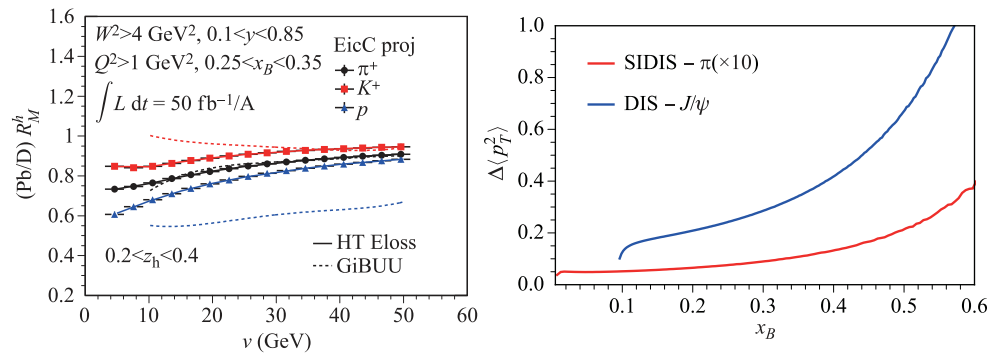 1.6
1.4
1.2
1
0.8
0.6
0.4
0.2
(Pb/D) R_M^h
W²>4 GeV², 0.1<y<0.85
Q²>1 GeV², 0.25<x_B<0.35
∫ L dt = 50 fb⁻¹/A
EicC proj
π⁺
K⁺
p
0.2<z_h<0.4
HT Eloss
GiBUU
0 10 20 30 40 50 60
ν (GeV)
1.0
0.8
0.6
0.4
0.2
0.0
Δ⟨p_T²⟩
SIDIS – π(×10)
DIS – J/ψ
0.1 0.2 0.3 0.4 0.5 0.6
x_B